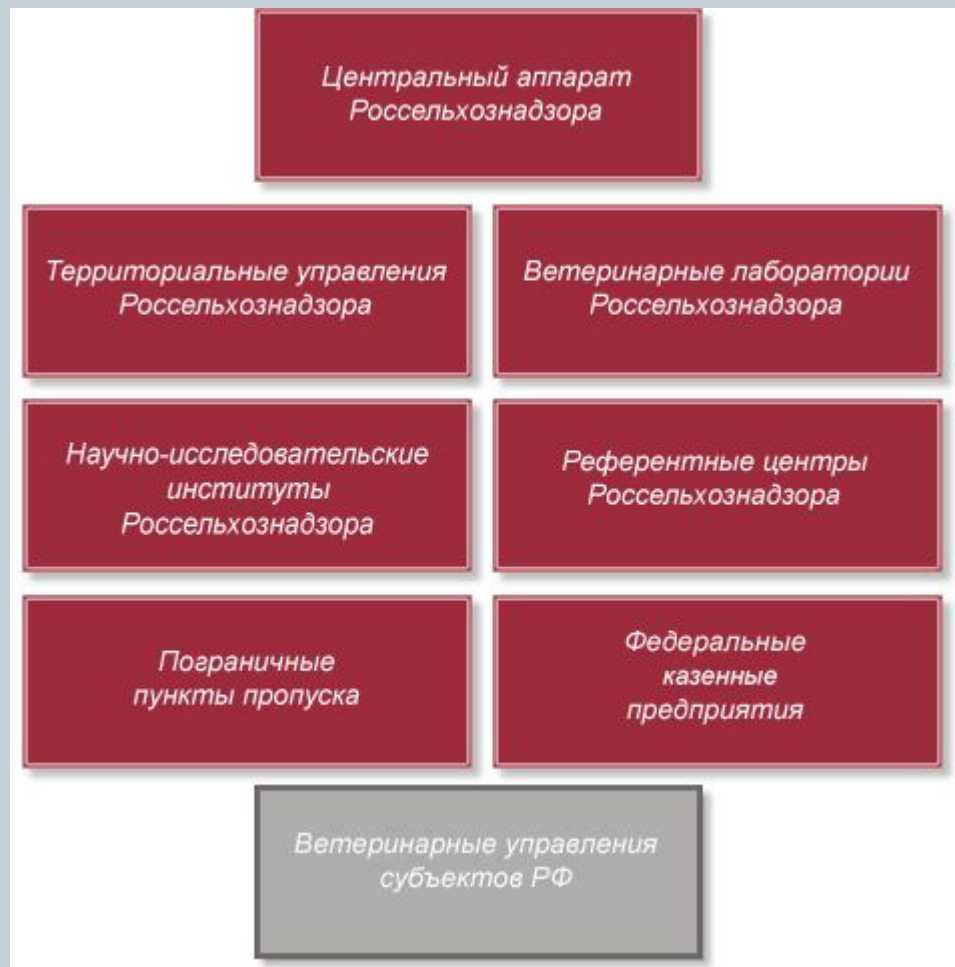 Центральный аппарат
Россельхознадзора
Территориальные управления
Россельхознадзора
Ветеринарные лаборатории
Россельхознадзора
Научно-исследовательские
институты
Россельхознадзора
Референтные центры
Россельхознадзора
Пограничные
пункты пропуска
Федеральные
казенные
предприятия
Ветеринарные управления
субъектов РФ